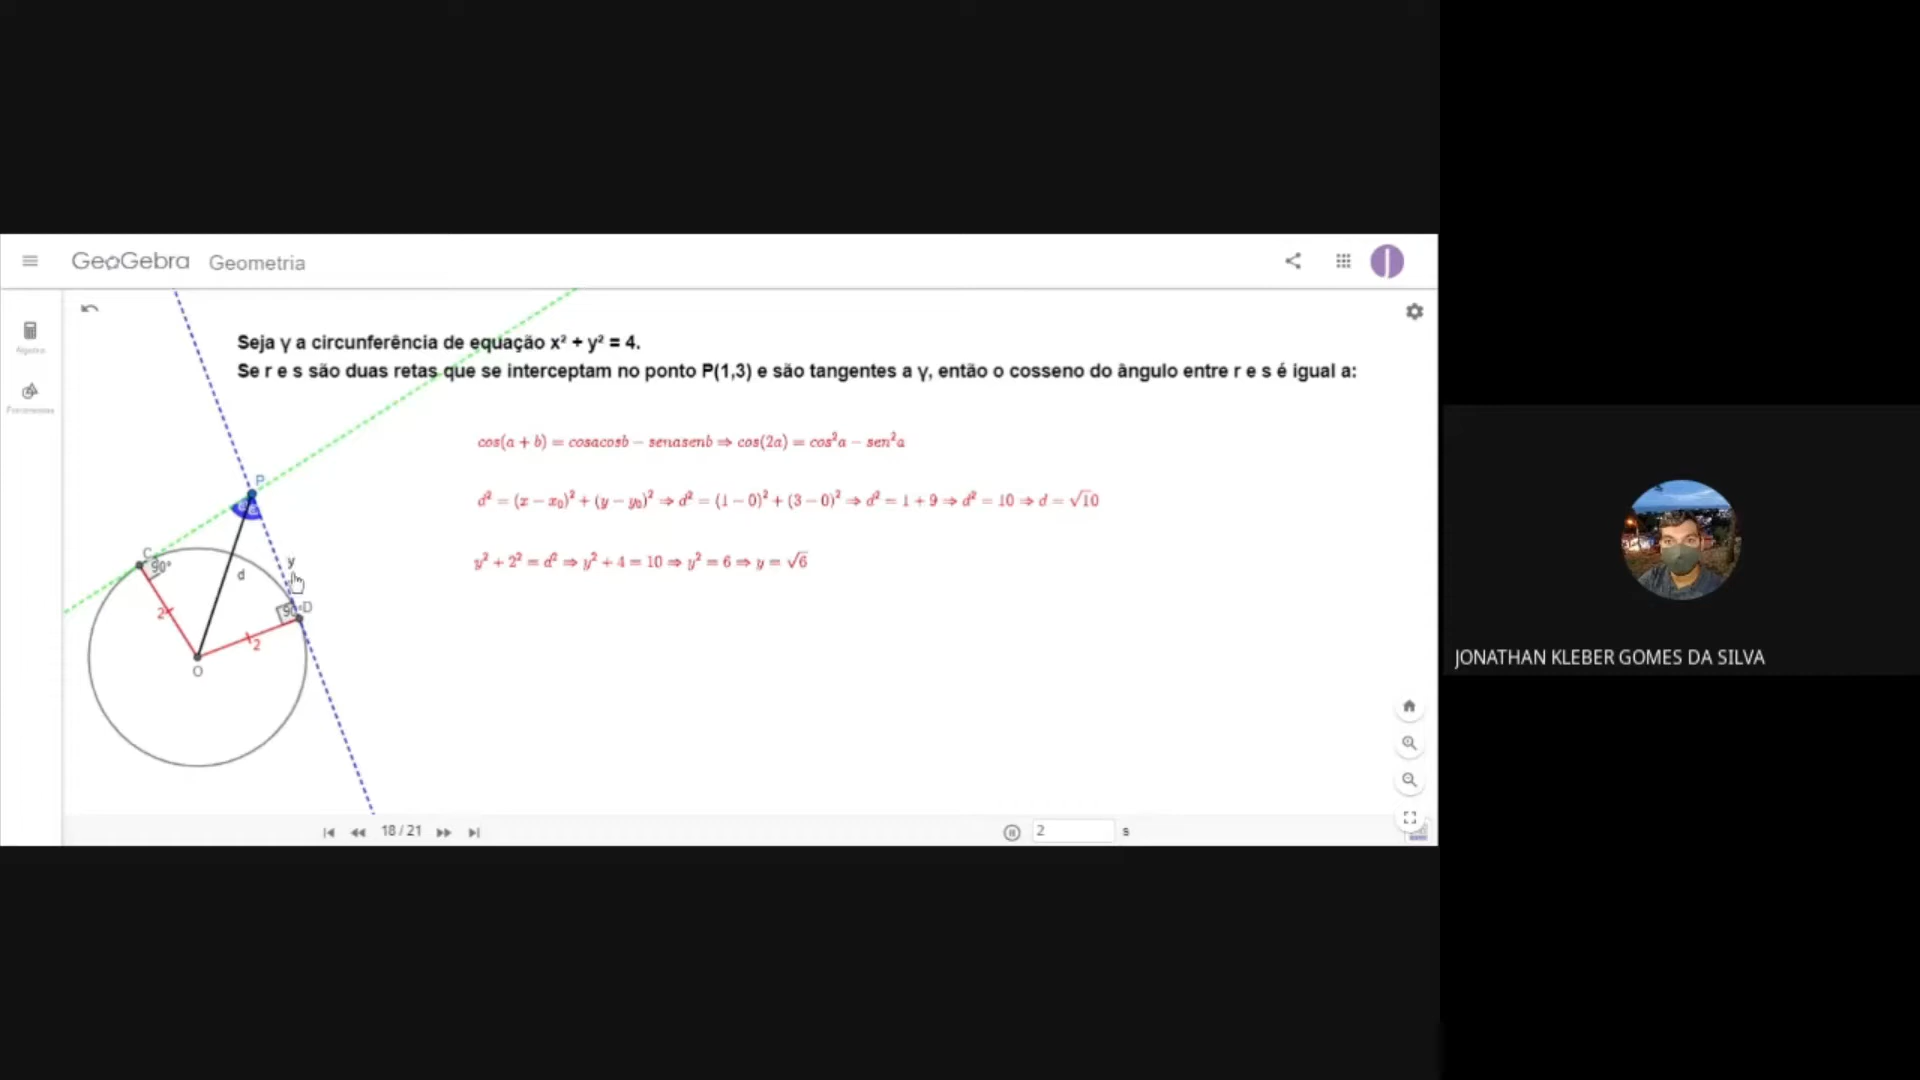 GeoGebra Geometria
Seja γ a circunferência de equação x² + y² = 4.
Se r e s são duas retas que se interceptam no ponto P(1,3) e são tangentes a γ, então o cosseno do ângulo entre r e s é igual a:
cos(a + b) = cosacosb − senasenb ⇒ cos(2a) = cos²a − sen²a
d² = (x − x₀)² + (y − y₀)² ⇒ d² = (1 − 0)² + (3 − 0)² ⇒ d² = 1 + 9 ⇒ d² = 10 ⇒ d = √10
y² + 2² = d² ⇒ y² + 4 = 10 ⇒ y² = 6 ⇒ y = √6
P
C
90°
y
d
90°
D
2
2
O
18 / 21
2 s
JONATHAN KLEBER GOMES DA SILVA